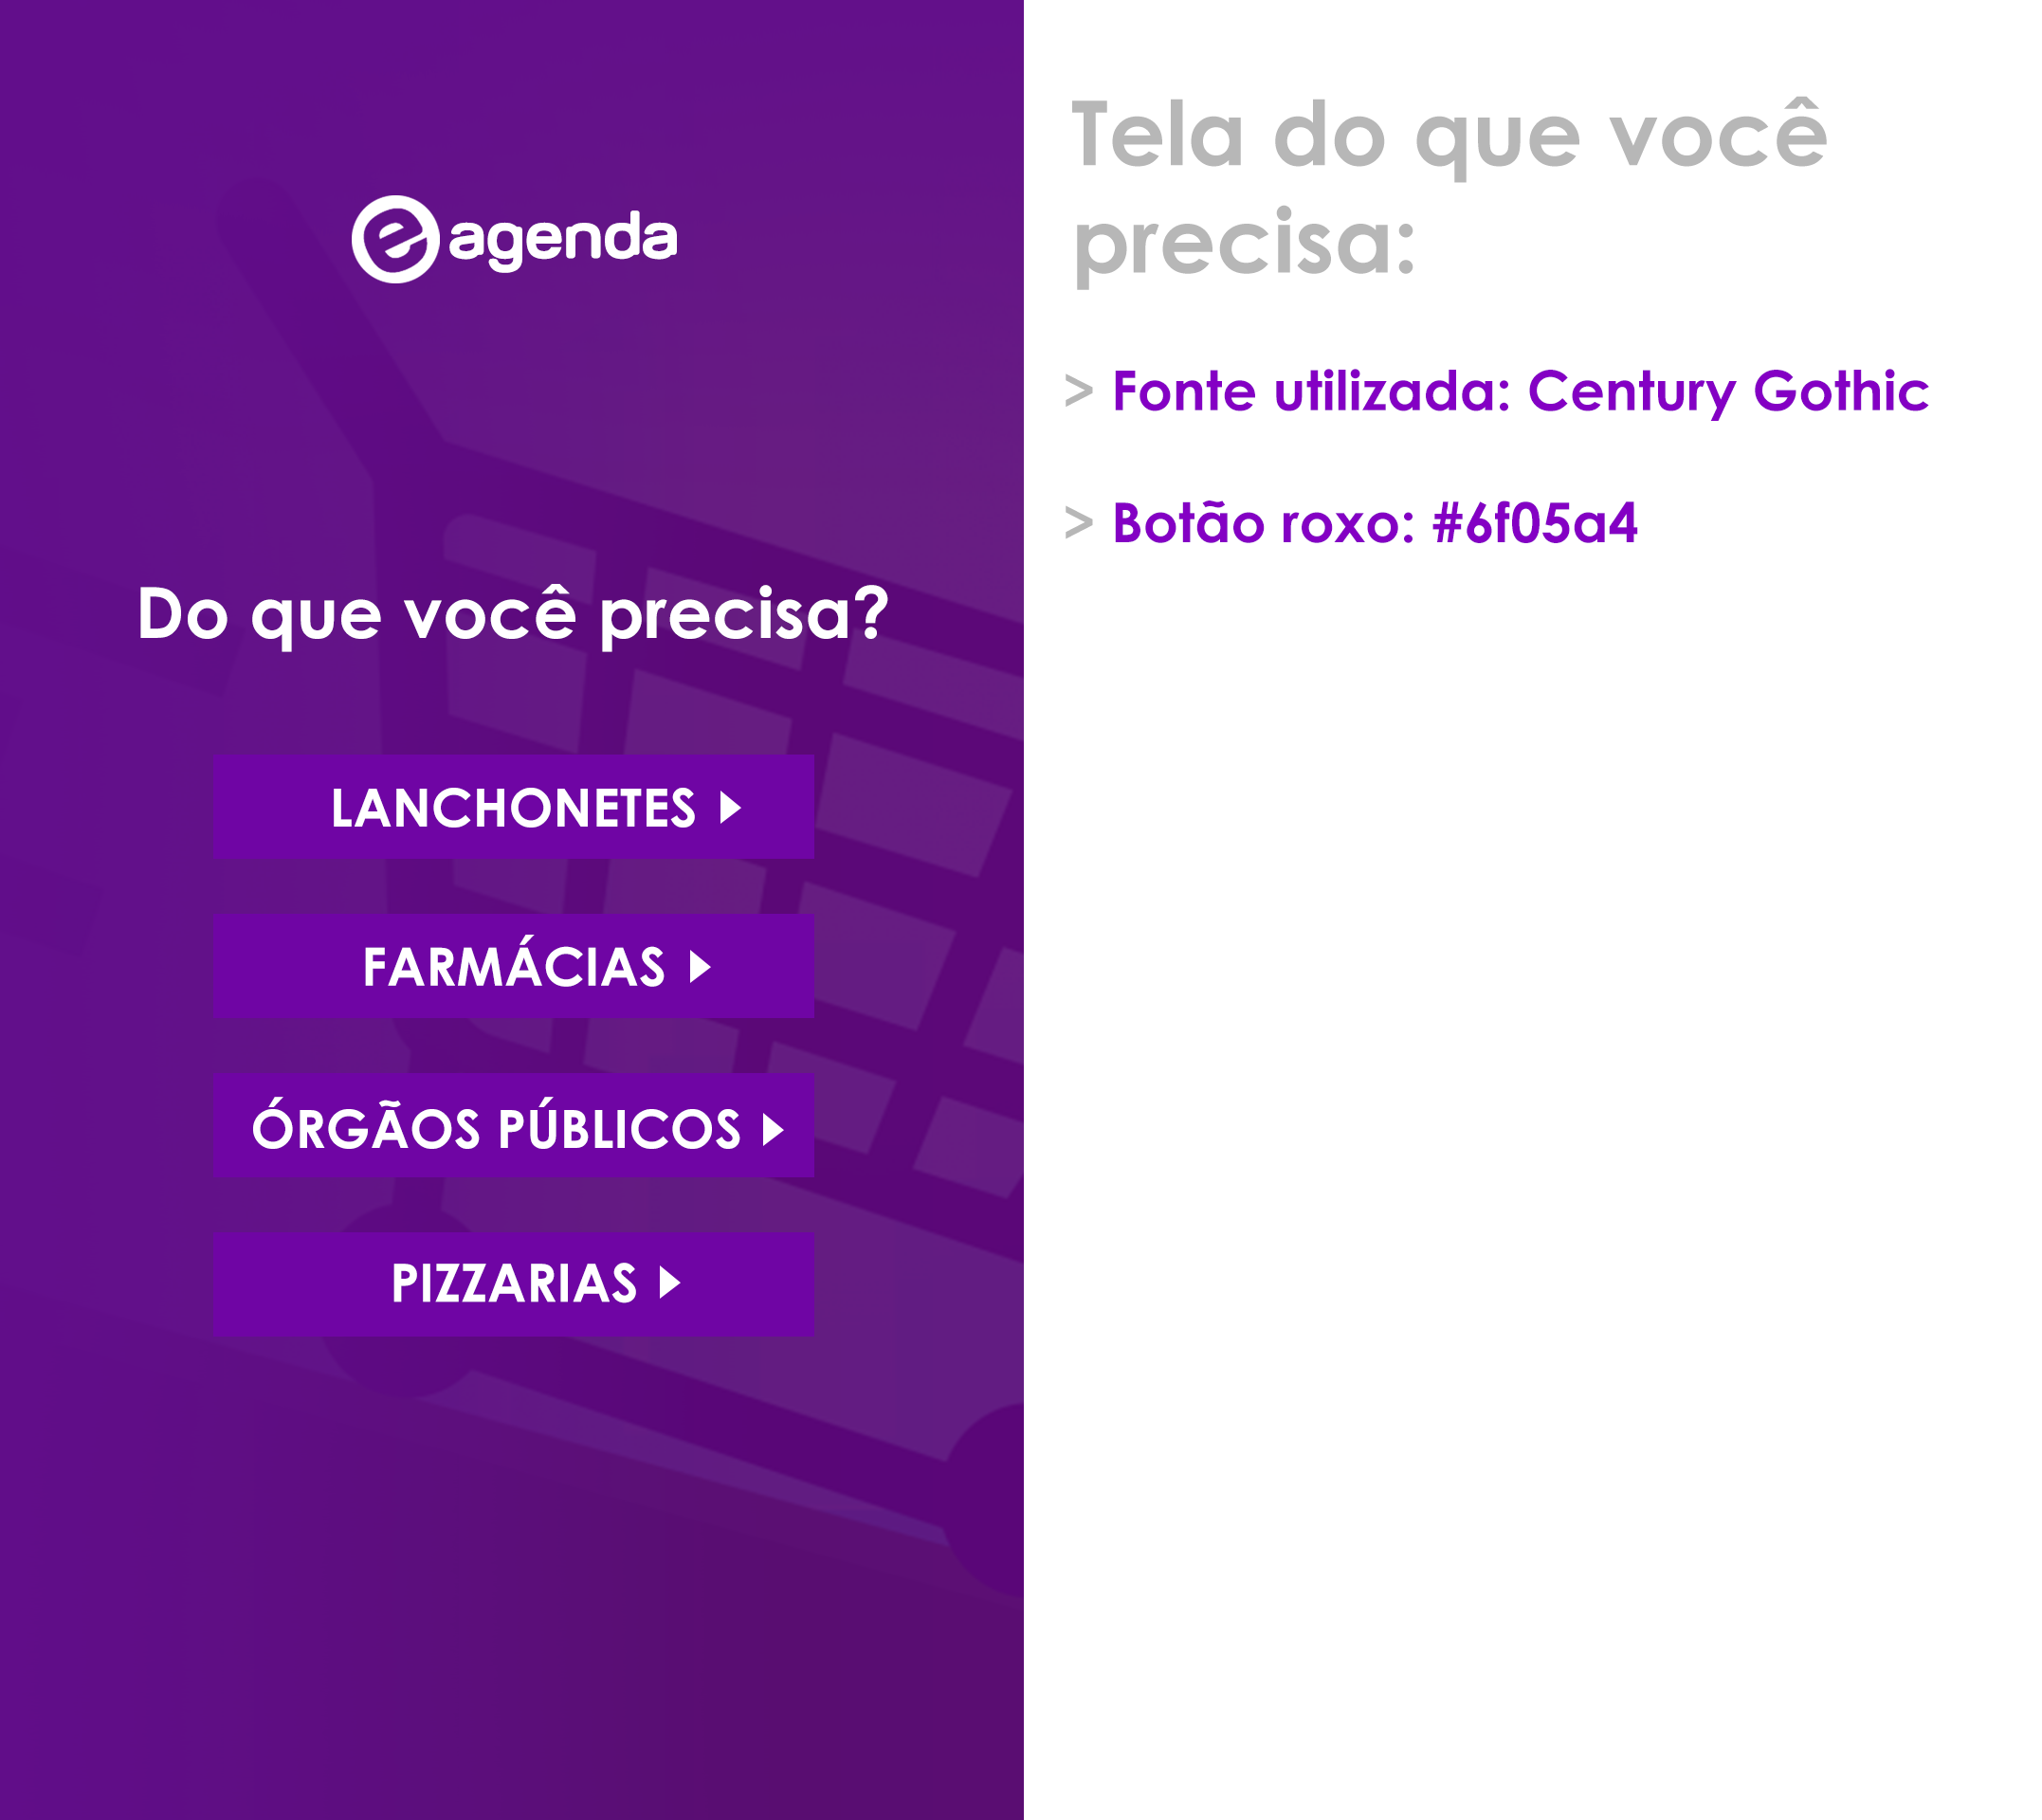 e agenda
Do que você precisa?
LANCHONETES
FARMÁCIAS
ÓRGÃOS PÚBLICOS
PIZZARIAS
Tela do que você
precisa:
> Fonte utilizada: Century Gothic
> Botão roxo: #6f05a4